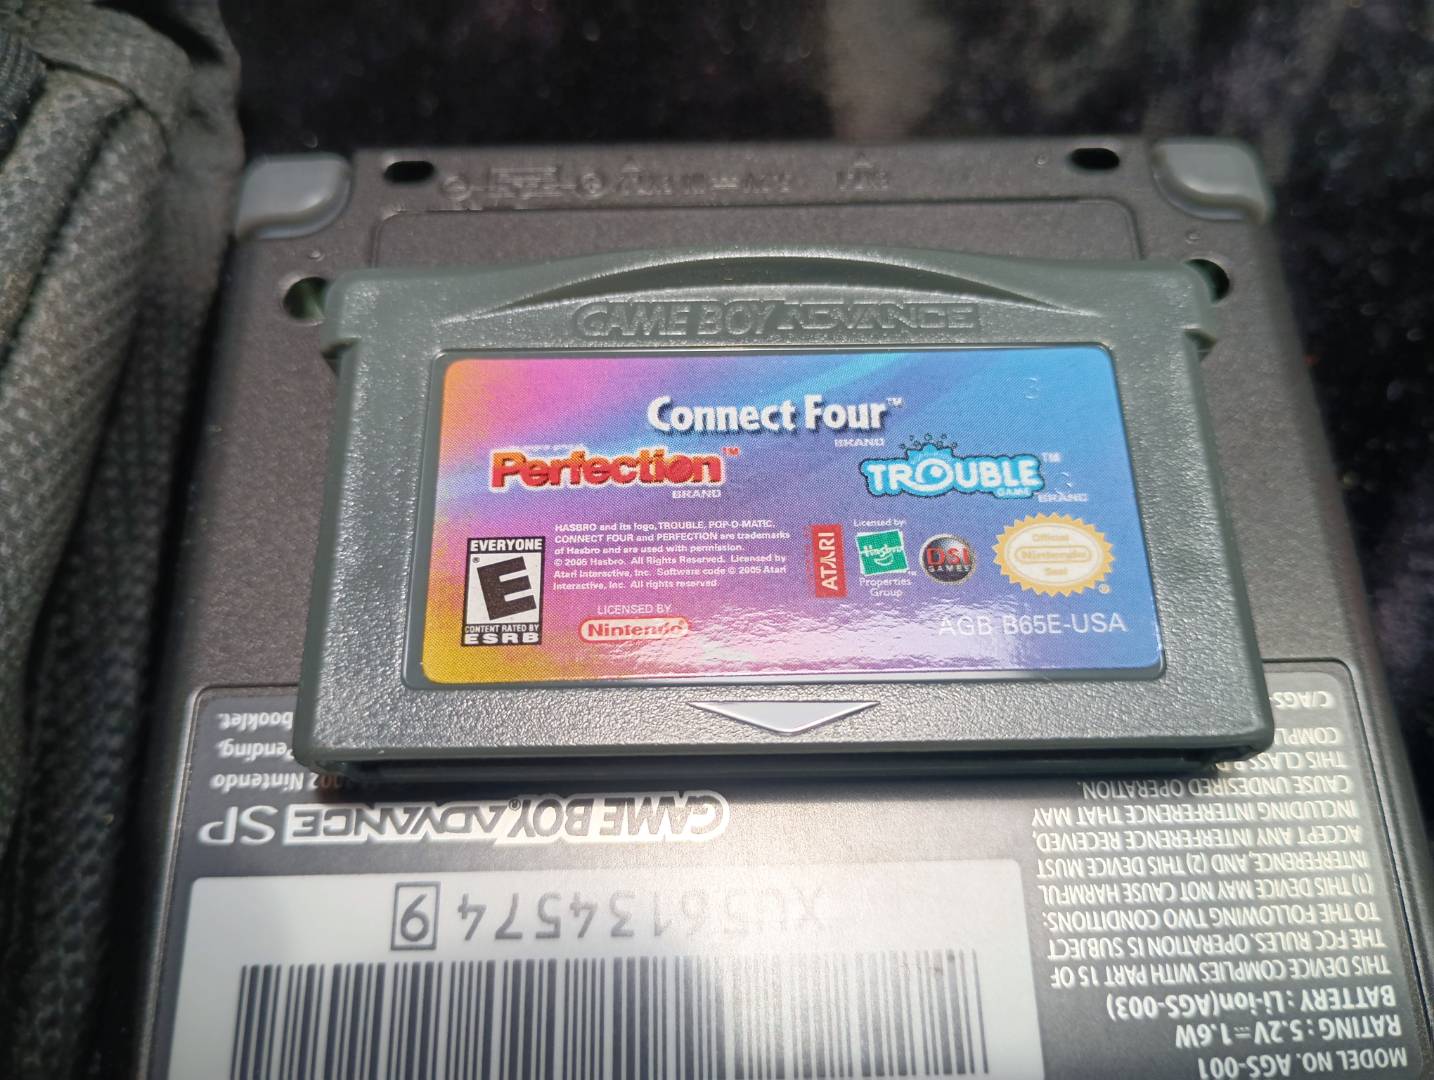 GAME BOY ADVANCE
Connect Four™
BRAND
Perfection™
BRAND
TROUBLE™
GAME BRAND
HASBRO and its logo, TROUBLE, POP-O-MATIC,
CONNECT FOUR and PERFECTION are trademarks
of Hasbro and are used with permission.
© 2005 Hasbro. All Rights Reserved. Licensed by
Atari Interactive, Inc. Software code © 2005 Atari
Interactive, Inc. All rights reserved
EVERYONE
E
CONTENT RATED BY
ESRB
LICENSED BY
Nintendo
ATARI
Licensed by:
Hasbro
Properties
Group
DSI
GAMES
Official
Nintendo
Seal
AGB B65E-USA
MODEL NO. AGS-001
RATING : 5.2V⎓1.6W
BATTERY : Li-ion(AGS-003)
THIS DEVICE COMPLIES WITH PART 15 OF
THE FCC RULES. OPERATION IS SUBJECT
TO THE FOLLOWING TWO CONDITIONS:
(1) THIS DEVICE MAY NOT CAUSE HARMFUL
INTERFERENCE, AND (2) THIS DEVICE MUST
ACCEPT ANY INTERFERENCE RECEIVED,
INCLUDING INTERFERENCE THAT MAY
CAUSE UNDESIRED OPERATION.
THIS CLASS B
COMPL
C/AGS-
XU56134574 9
GAME BOY ADVANCE SP
Nintendo
Pending.
booklet.